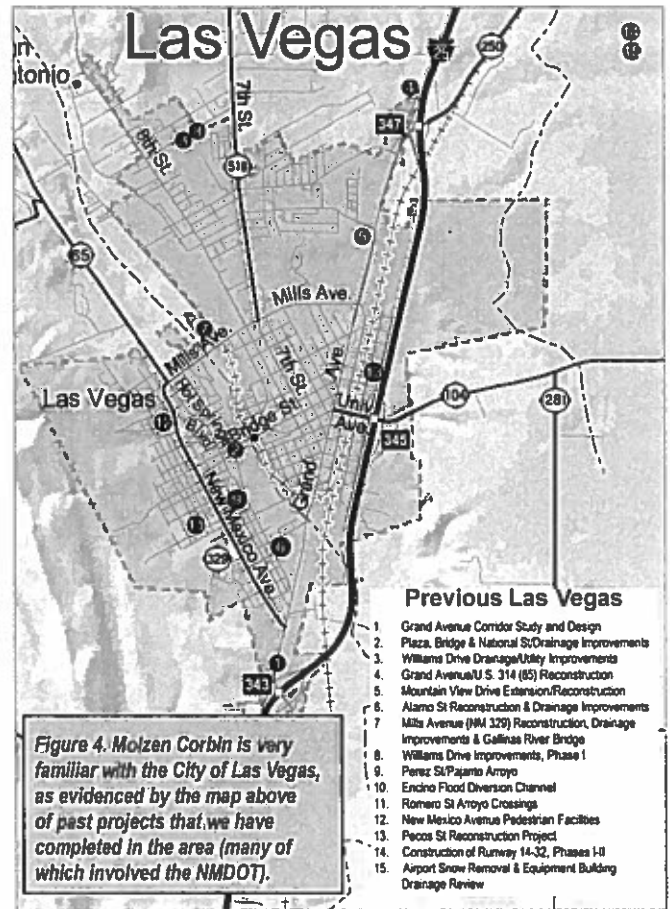 Las Vegas
250
tonio
7th St.
347
8th St.
518
65
Mills Ave.
Mills Ave.
7th St.
Ave.
Las Vegas
Hot Springs
Blvd.
Bridge St.
Univ.
Ave.
104
281
345
Grand
New Mexico Ave.
329
343
Previous Las Vegas
1. Grand Avenue Corridor Study and Design
2. Plaza, Bridge & National St/Drainage Improvements
3. Williams Drive Drainage/Utility Improvements
4. Grand Avenue/U.S. 314 (85) Reconstruction
5. Mountain View Drive Extension/Reconstruction
6. Alamo St Reconstruction & Drainage Improvements
7 Mills Avenue (NM 329) Reconstruction, Drainage
Improvements & Gallinas River Bridge
8. Williams Drive Improvements, Phase I
9. Perez St/Pajarito Arroyo
10. Encino Flood Diversion Channel
11. Romero St Arroyo Crossings
12. New Mexico Avenue Pedestrian Facilities
13. Pecos St Reconstruction Project
14. Construction of Runway 14-32, Phases I-II
15. Airport Snow Removal & Equipment Building
Drainage Review
Figure 4. Molzen Corbin is very
familiar with the City of Las Vegas,
as evidenced by the map above
of past projects that we have
completed in the area (many of
which involved the NMDOT).